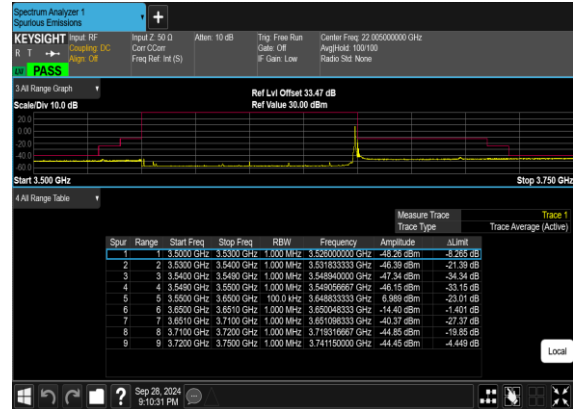 Spectrum Analyzer 1
Spurious Emissions
+
KEYSIGHT Input: RF Input Z: 50 Ω Atten: 10 dB Trig: Free Run Center Freq: 22.005000000 GHz
R T Coupling: DC Corr CCorr Gate: Off Avg|Hold: 100/100
Align: Off Freq Ref: Int (S) IF Gain: Low Radio Std: None
PASS
3 All Range Graph
Ref Lvl Offset 33.47 dB
Scale/Div 10.0 dB Ref Value 30.00 dBm
20.0
0.00
-20.0
-40.0
-60.0
Start 3.500 GHz Stop 3.750 GHz
4 All Range Table
Measure Trace Trace 1
Trace Type Trace Average (Active)
Spur Range Start Freq Stop Freq RBW Frequency Amplitude ΔLimit
1 1 3.5000 GHz 3.5300 GHz 1.000 MHz 3.526000000 GHz -48.26 dBm -8.265 dB
2 2 3.5300 GHz 3.5400 GHz 1.000 MHz 3.531833333 GHz -46.39 dBm -21.39 dB
3 3 3.5400 GHz 3.5490 GHz 1.000 MHz 3.548940000 GHz -47.34 dBm -34.34 dB
4 4 3.5490 GHz 3.5500 GHz 1.000 MHz 3.549056667 GHz -46.15 dBm -33.15 dB
5 5 3.5500 GHz 3.6500 GHz 100.0 kHz 3.648833333 GHz 6.989 dBm -23.01 dB
6 6 3.6500 GHz 3.6510 GHz 1.000 MHz 3.650048333 GHz -14.40 dBm -1.401 dB
7 7 3.6510 GHz 3.7100 GHz 1.000 MHz 3.651098333 GHz -40.37 dBm -27.37 dB
8 8 3.7100 GHz 3.7200 GHz 1.000 MHz 3.719316667 GHz -44.85 dBm -19.85 dB
9 9 3.7200 GHz 3.7500 GHz 1.000 MHz 3.741150000 GHz -44.45 dBm -4.449 dB
Local
? Sep 28, 2024
9:10:31 PM